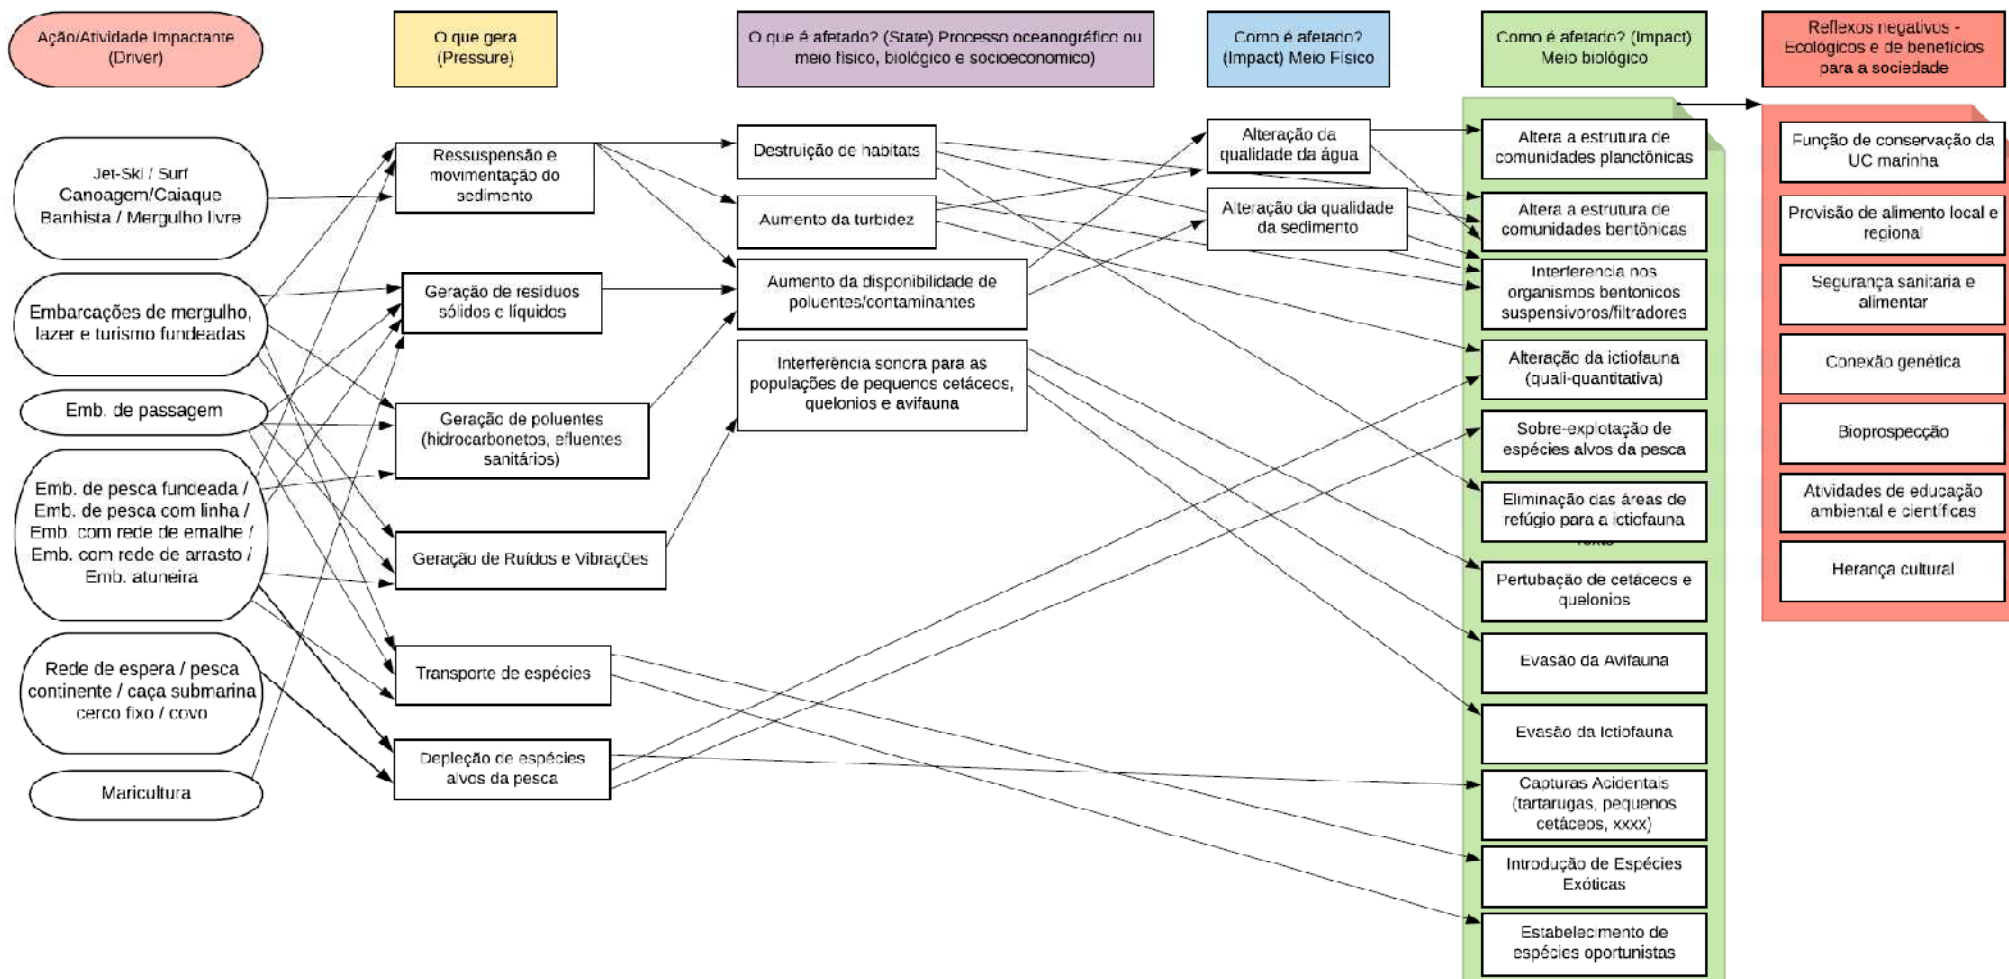 Ação/Atividade Impactante
(Driver)
O que gera
(Pressure)
O que é afetado? (State) Processo oceanográfico ou
meio físico, biológico e socioeconomico)
Como é afetado?
(Impact) Meio Físico
Como é afetado? (Impact)
Meio biológico
Reflexos negativos -
Ecológicos e de benefícios
para a sociedade
Jet-Ski / Surf
Canoagem/Caiaque
Banhista / Mergulho livre
Embarcações de mergulho,
lazer e turismo fundeadas
Emb. de passagem
Emb. de pesca fundeada /
Emb. de pesca com linha /
Emb. com rede de emalhe /
Emb. com rede de arrasto /
Emb. atuneira
Rede de espera / pesca
continente / caça submarina
cerco fixo / covo
Maricultura
Ressuspensão e
movimentação do
sedimento
Geração de resíduos
sólidos e líquidos
Geração de poluentes
(hidrocarbonetos, efluentes
sanitários)
Geração de Ruídos e Vibrações
Transporte de espécies
Depleção de espécies
alvos da pesca
Destruição de habitats
Aumento da turbidez
Aumento da disponibilidade de
poluentes/contaminantes
Interferência sonora para as
populações de pequenos cetáceos,
quelonios e avifauna
Alteração da
qualidade da água
Alteração da qualidade
da sedimento
Altera a estrutura de
comunidades planctônicas
Altera a estrutura de
comunidades bentônicas
Interferencia nos
organismos bentonicos
suspensivoros/filtradores
Alteração da ictiofauna
(quali-quantitativa)
Sobre-explotação de
espécies alvos da pesca
Eliminação das áreas de
refúgio para a ictiofauna
Pertubação de cetáceos e
quelonios
Evasão da Avifauna
Evasão da Ictiofauna
Capturas Acidentais
(tartarugas, pequenos
cetáceos, xxxx)
Introdução de Espécies
Exóticas
Estabelecimento de
espécies oportunistas
Função de conservação da
UC marinha
Provisão de alimento local e
regional
Segurança sanitaria e
alimentar
Conexão genética
Bioprospecção
Atividades de educação
ambiental e científicas
Herança cultural